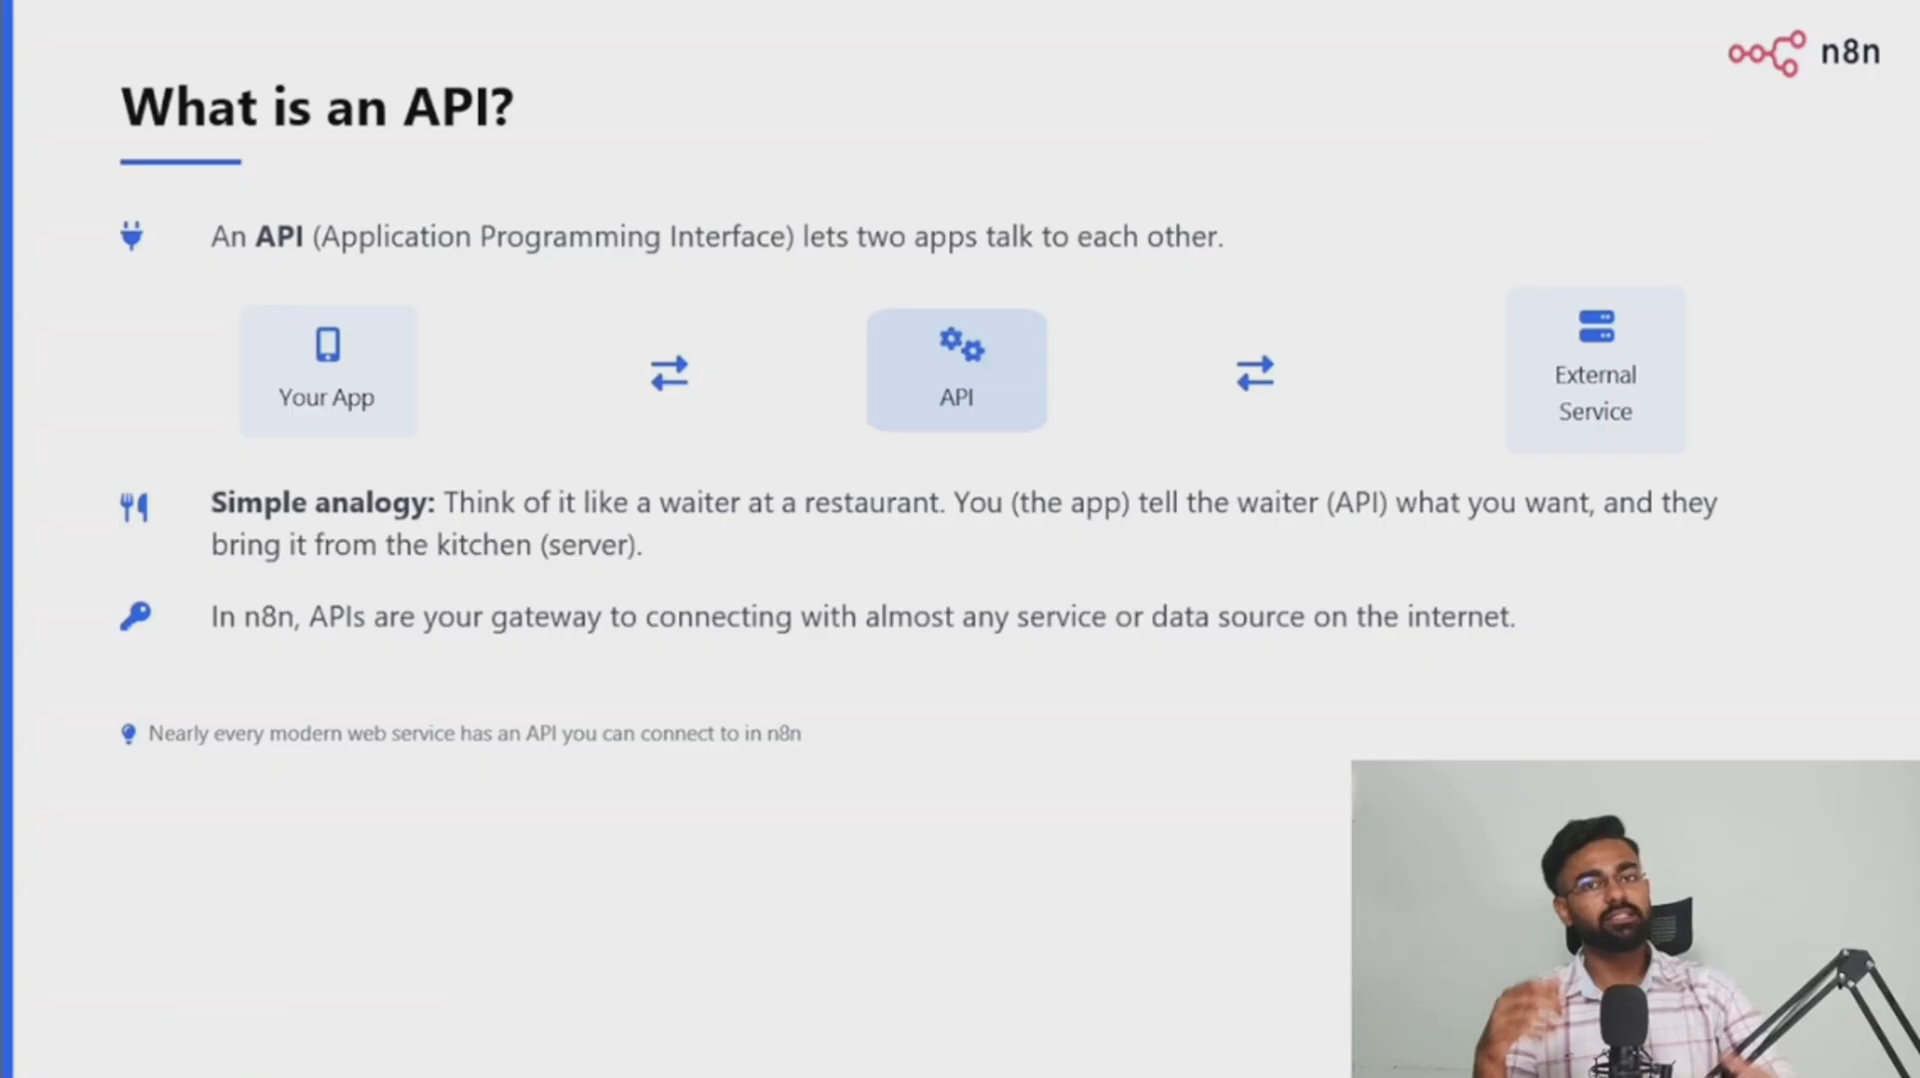 n8n
What is an API?
An API (Application Programming Interface) lets two apps talk to each other.
Your App
API
External
Service
Simple analogy: Think of it like a waiter at a restaurant. You (the app) tell the waiter (API) what you want, and they
bring it from the kitchen (server).
In n8n, APIs are your gateway to connecting with almost any service or data source on the internet.
Nearly every modern web service has an API you can connect to in n8n